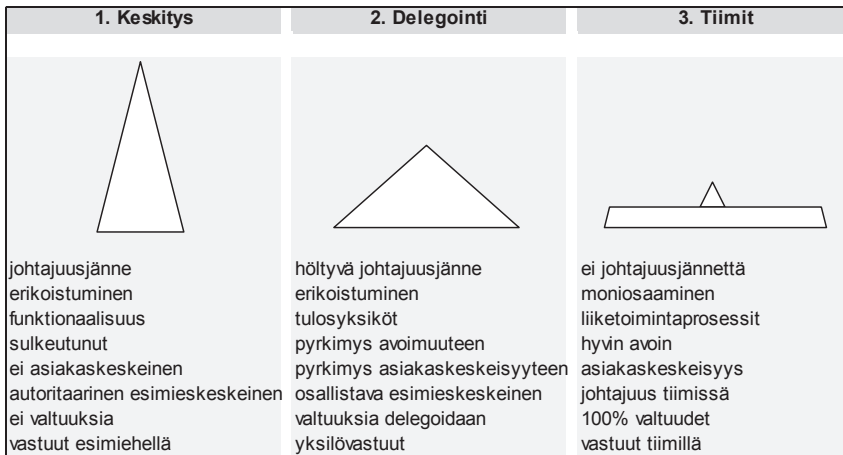 1. Keskitys
2. Delegointi
3. Tiimit
johtajuusjänne
erikoistuminen
funktionaalisuus
sulkeutunut
ei asiakaskeskeinen
autoritaarinen esimieskeskeinen
ei valtuuksia
vastuut esimiehellä
höltyvä johtajuusjänne
erikoistuminen
tulosyksiköt
pyrkimys avoimuuteen
pyrkimys asiakaskeskeisyyteen
osallistava esimieskeskeinen
valtuuksia delegoidaan
yksilövastuut
ei johtajuusjännettä
moniosaaminen
liiketoimintaprosessit
hyvin avoin
asiakaskeskeisyys
johtajuus tiimissä
100% valtuudet
vastuut tiimillä